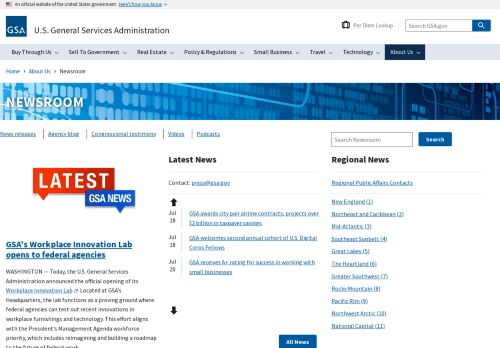 An official website of the United States government Here's how you know
GSA
U.S. General Services Administration
Per Diem Lookup
Search GSA.gov
Buy Through Us
Sell To Government
Real Estate
Policy & Regulations
Small Business
Travel
Technology
About Us
Home
About Us
Newsroom
NEWSROOM
News releases
Agency blog
Congressional testimony
Videos
Podcasts
Search Newsroom
Search
LATEST
GSA NEWS
GSA's Workplace Innovation Lab
opens to federal agencies
WASHINGTON — Today, the U.S. General Services
Administration announced the official opening of its
Workplace Innovation Lab . Located at GSA's
Headquarters, the lab functions as a proving ground where
federal agencies can test out recent innovations in
workplace furnishings and technology. This effort aligns
with the President's Management Agenda workforce
priority, which includes reimagining and building a roadmap
to the future of federal work.
Latest News
Contact: press@gsa.gov
Jul
18
GSA awards city pair airline contracts, projects over
$2 billion in taxpayer savings
Jul
18
GSA welcomes second annual cohort of U.S. Digital
Corps Fellows
Jul
20
GSA receives A+ rating for success in working with
small businesses
All News
Regional News
Regional Public Affairs Contacts
New England (1)
Northeast and Caribbean (2)
Mid-Atlantic (3)
Southeast Sunbelt (4)
Great Lakes (5)
The Heartland (6)
Greater Southwest (7)
Rocky Mountain (8)
Pacific Rim (9)
Northwest Arctic (10)
National Capital (11)